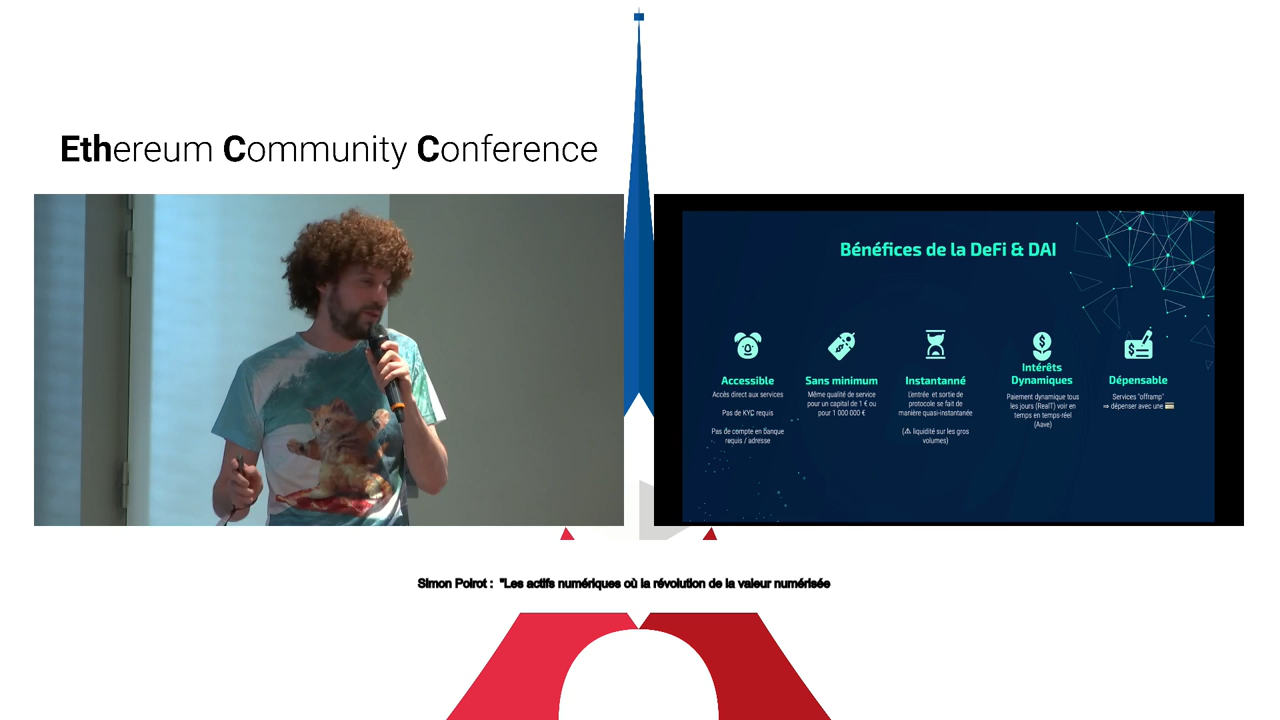 Ethereum Community Conference
Bénéfices de la DeFi & DAI
Accessible
Accès direct aux services
Pas de KYC requis
Pas de compte en banque
requis / adresse
Sans minimum
Même qualité de service
pour un capital de 1 € ou
pour 1 000 000 €
Instantanné
L'entrée et sortie de
protocole se fait de
manière quasi-instantanée
(⚠ liquidité sur les gros
volumes)
Intérêts
Dynamiques
Paiement dynamique tous
les jours (RealT) voir en
temps en temps-réel
(Aave)
Dépensable
Services "offramp"
⇒ dépenser avec une 💳
Simon Poirot : "Les actifs numériques où la révolution de la valeur numérisée